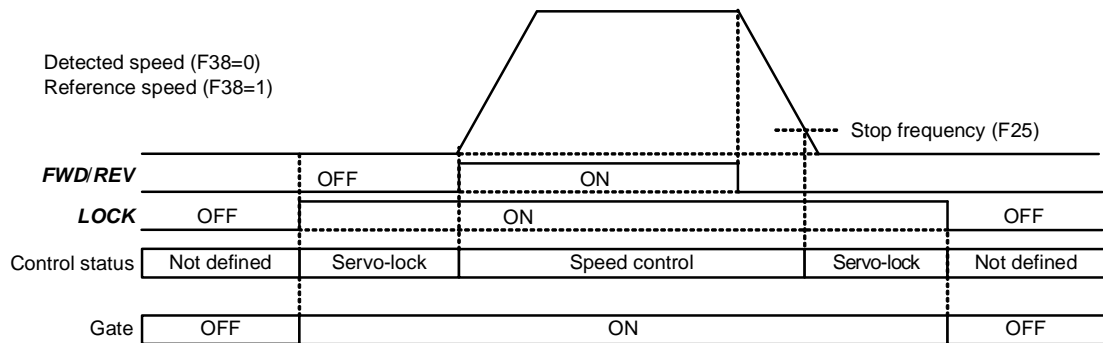 Detected speed (F38=0)
Reference speed (F38=1)
Stop frequency (F25)
FWD/REV OFF ON
LOCK OFF ON OFF
Control status Not defined Servo-lock Speed control Servo-lock Not defined
Gate OFF ON OFF